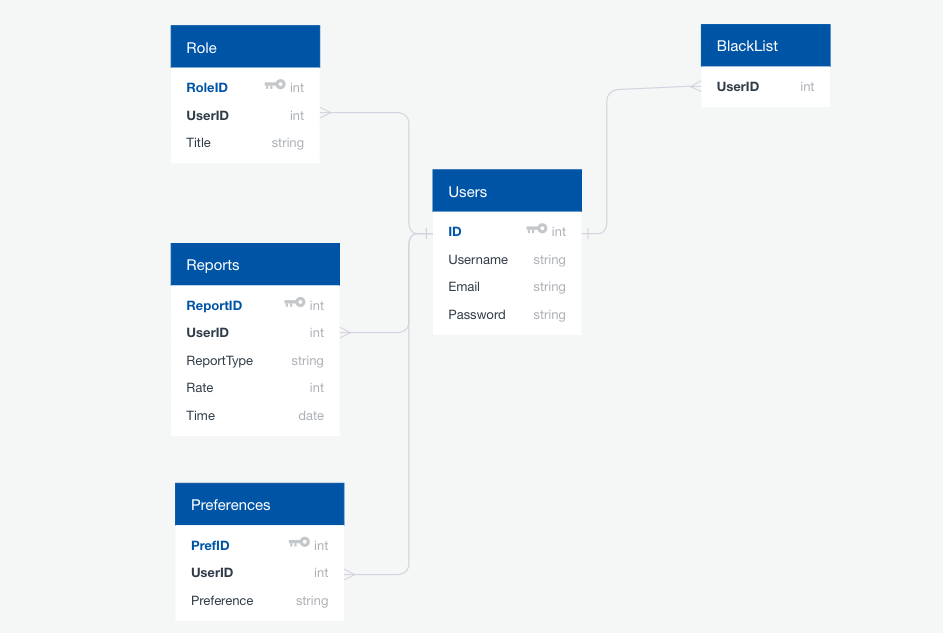 Role
RoleID int
UserID int
Title string
BlackList
UserID int
Users
ID int
Username string
Email string
Password string
Reports
ReportID int
UserID int
ReportType string
Rate int
Time date
Preferences
PrefID int
UserID int
Preference string